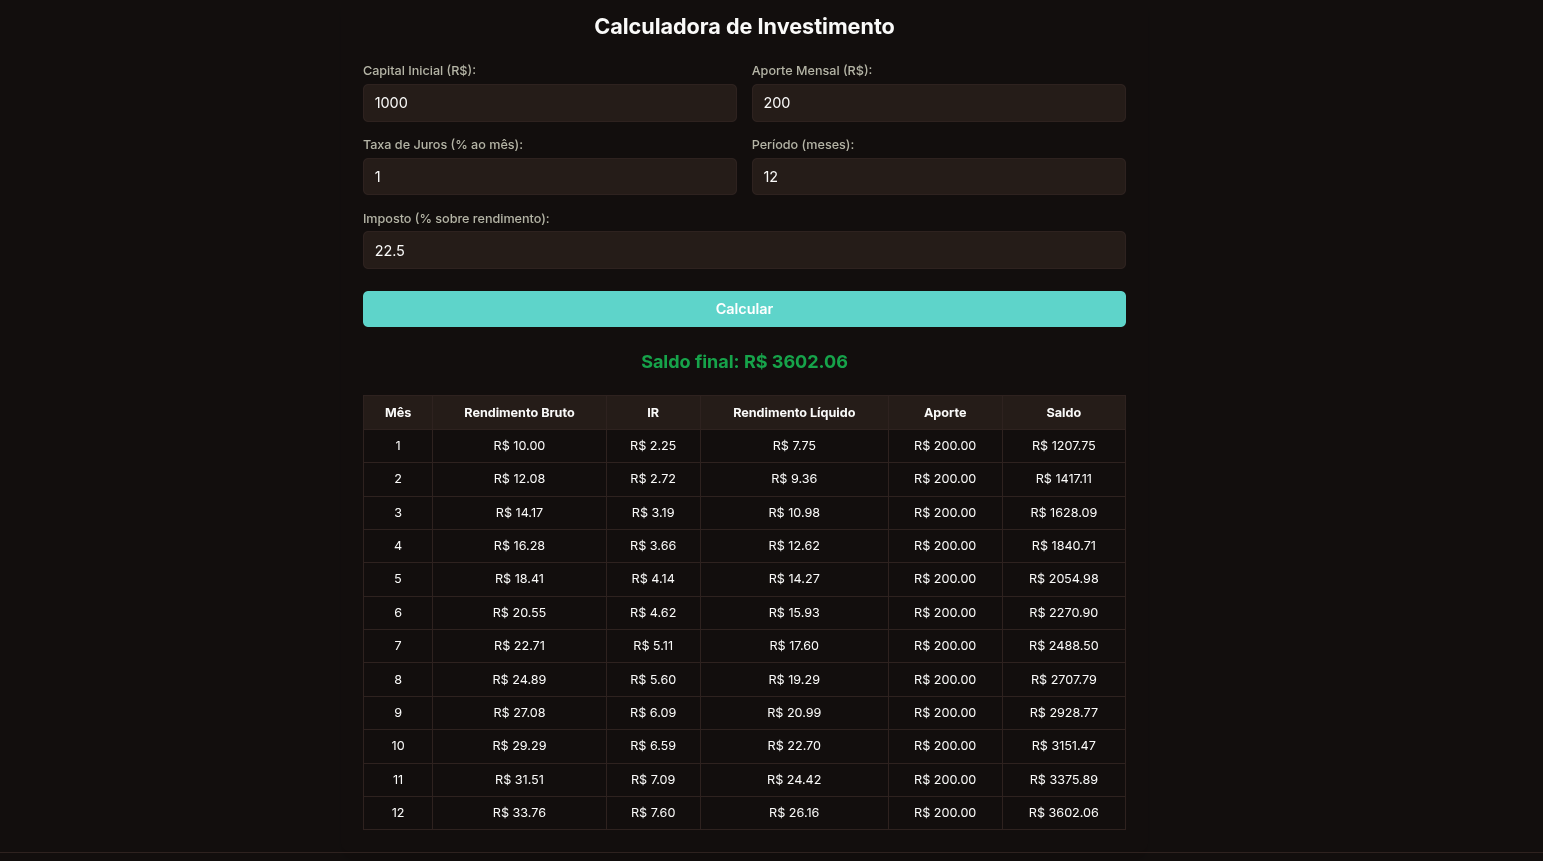 Calculadora de Investimento
Capital Inicial (R$): Aporte Mensal (R$):
1000 200
Taxa de Juros (% ao mês): Período (meses):
1 12
Imposto (% sobre rendimento):
22.5
Calcular
Saldo final: R$ 3602.06
Mês Rendimento Bruto IR Rendimento Líquido Aporte Saldo
1 R$ 10.00 R$ 2.25 R$ 7.75 R$ 200.00 R$ 1207.75
2 R$ 12.08 R$ 2.72 R$ 9.36 R$ 200.00 R$ 1417.11
3 R$ 14.17 R$ 3.19 R$ 10.98 R$ 200.00 R$ 1628.09
4 R$ 16.28 R$ 3.66 R$ 12.62 R$ 200.00 R$ 1840.71
5 R$ 18.41 R$ 4.14 R$ 14.27 R$ 200.00 R$ 2054.98
6 R$ 20.55 R$ 4.62 R$ 15.93 R$ 200.00 R$ 2270.90
7 R$ 22.71 R$ 5.11 R$ 17.60 R$ 200.00 R$ 2488.50
8 R$ 24.89 R$ 5.60 R$ 19.29 R$ 200.00 R$ 2707.79
9 R$ 27.08 R$ 6.09 R$ 20.99 R$ 200.00 R$ 2928.77
10 R$ 29.29 R$ 6.59 R$ 22.70 R$ 200.00 R$ 3151.47
11 R$ 31.51 R$ 7.09 R$ 24.42 R$ 200.00 R$ 3375.89
12 R$ 33.76 R$ 7.60 R$ 26.16 R$ 200.00 R$ 3602.06